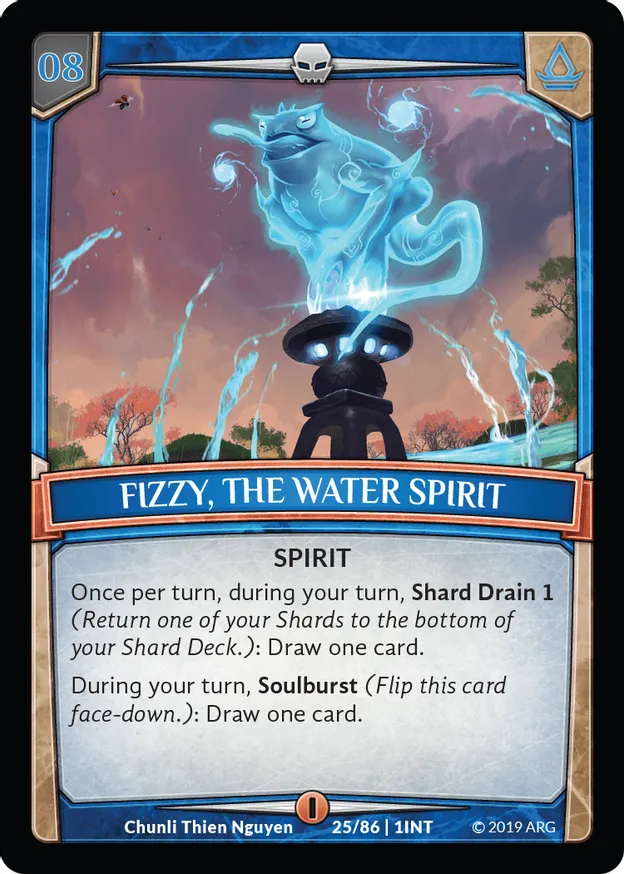 08
FIZZY, THE WATER SPIRIT
SPIRIT
Once per turn, during your turn, Shard Drain 1
(Return one of your Shards to the bottom of
your Shard Deck.): Draw one card.
During your turn, Soulburst (Flip this card
face-down.): Draw one card.
I
Chunli Thien Nguyen 25/86 | 1INT © 2019 ARG